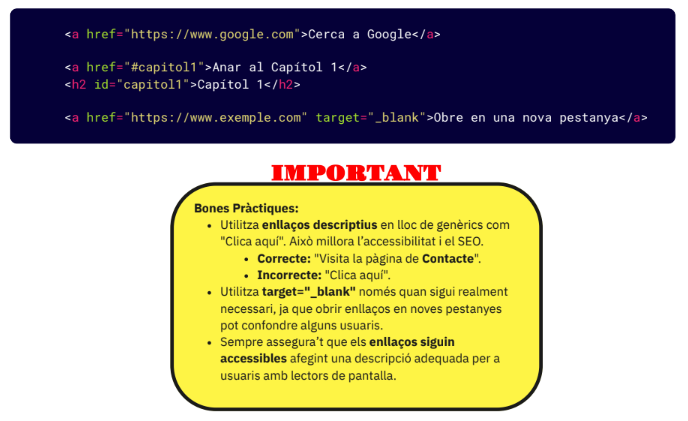 <a href="https://www.google.com">Cerca a Google</a>
<a href="#capitol1">Anar al Capítol 1</a>
<h2 id="capitol1">Capítol 1</h2>
<a href="https://www.exemple.com" target="_blank">Obre en una nova pestanya</a>
IMPORTANT
Bones Pràctiques:
• Utilitza enllaços descriptius en lloc de genèrics com
"Clica aquí". Això millora l'accessibilitat i el SEO.
• Correcte: "Visita la pàgina de Contacte".
• Incorrecte: "Clica aquí".
• Utilitza target="_blank" només quan sigui realment
necessari, ja que obrir enllaços en noves pestanyes
pot confondre alguns usuaris.
• Sempre assegura't que els enllaços siguin
accessibles afegint una descripció adequada per a
usuaris amb lectors de pantalla.